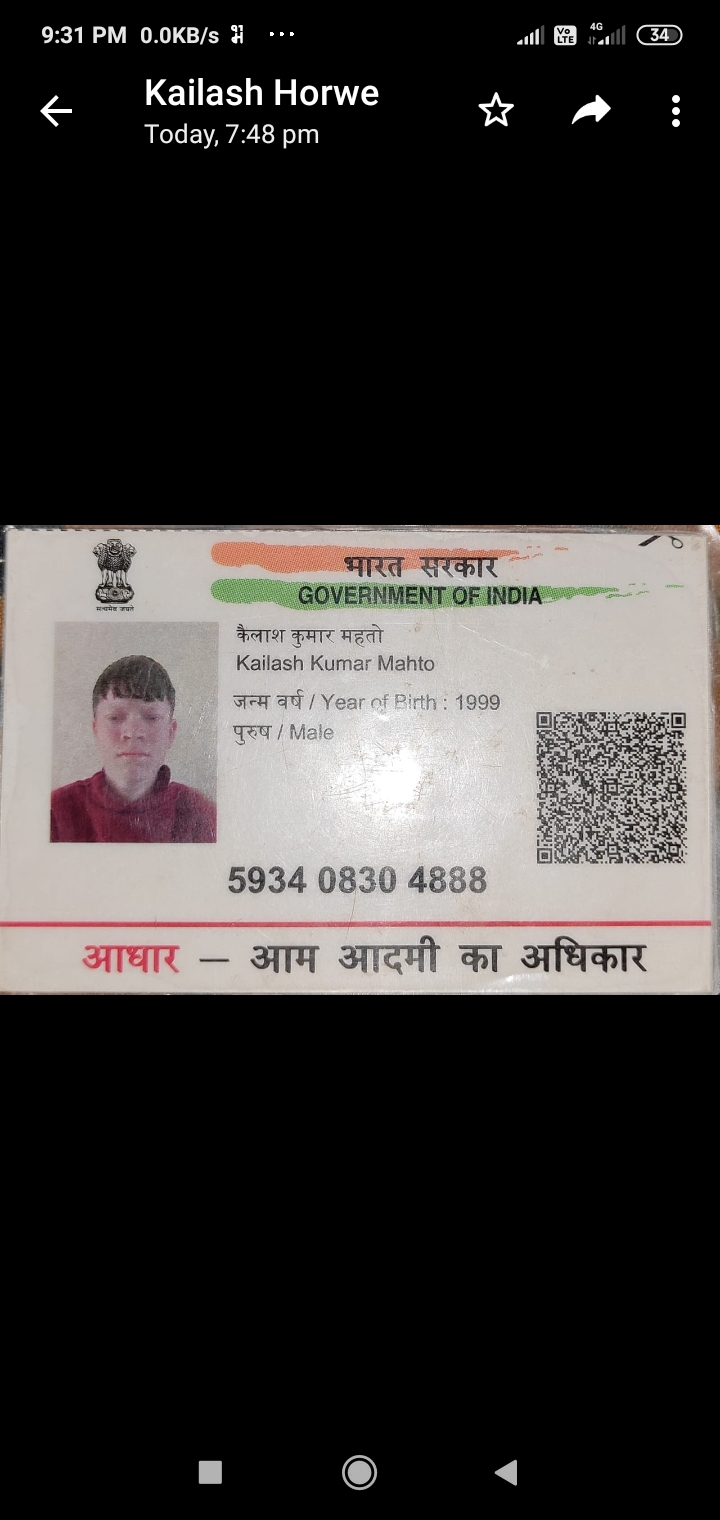 9:31 PM 0.0KB/s
Vo LTE 4G 34
Kailash Horwe
Today, 7:48 pm
भारत सरकार
GOVERNMENT OF INDIA
सत्यमेव जयते
कैलाश कुमार महतो
Kailash Kumar Mahto
जन्म वर्ष / Year of Birth : 1999
पुरुष / Male
5934 0830 4888
आधार – आम आदमी का अधिकार